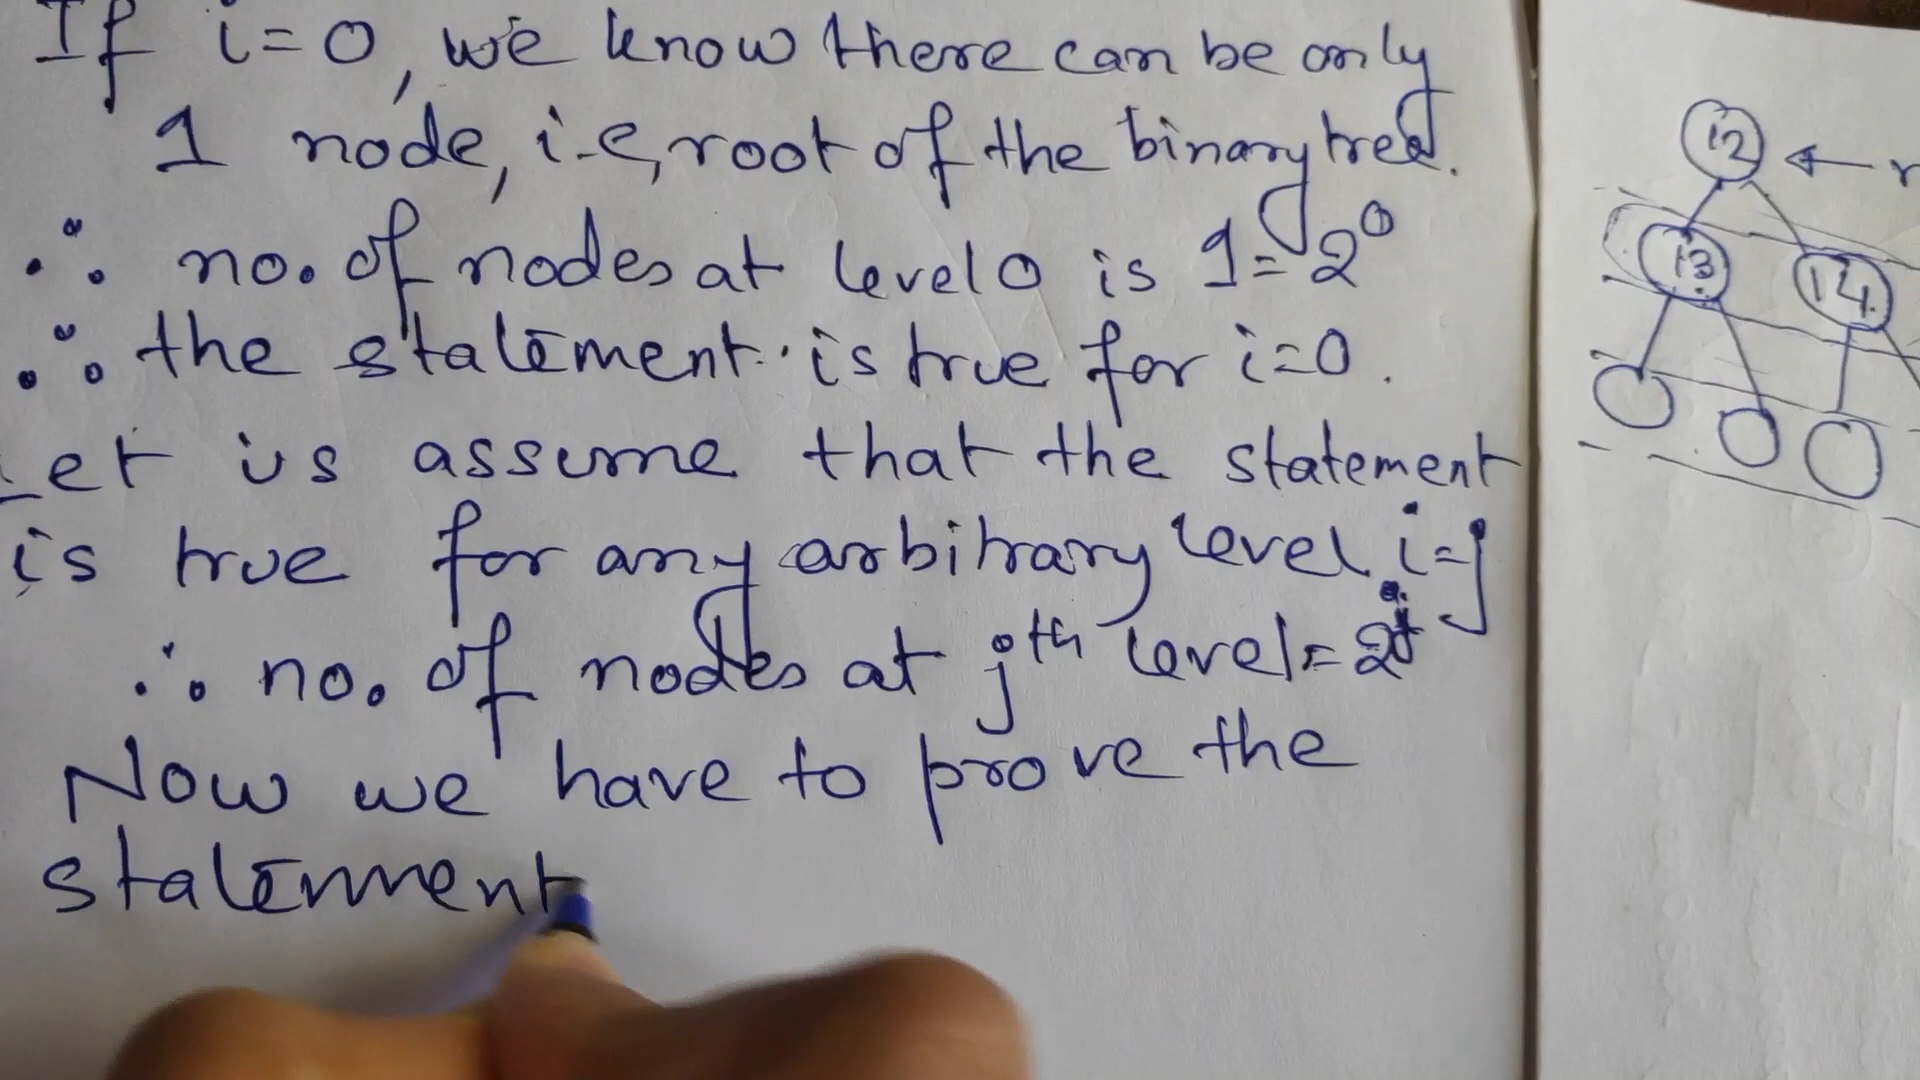 If i=0, we know there can be only
1 node, i.e, root of the binary tree.
∴ no. of nodes at level 0 is 1=2⁰
∴ the statement is true for i=0.
Let us assume that the statement
is true for any arbitrary level i=j
∴ no. of nodes at jth level = 2ʲ
Now we have to prove the
statement
12 ← r
13 14